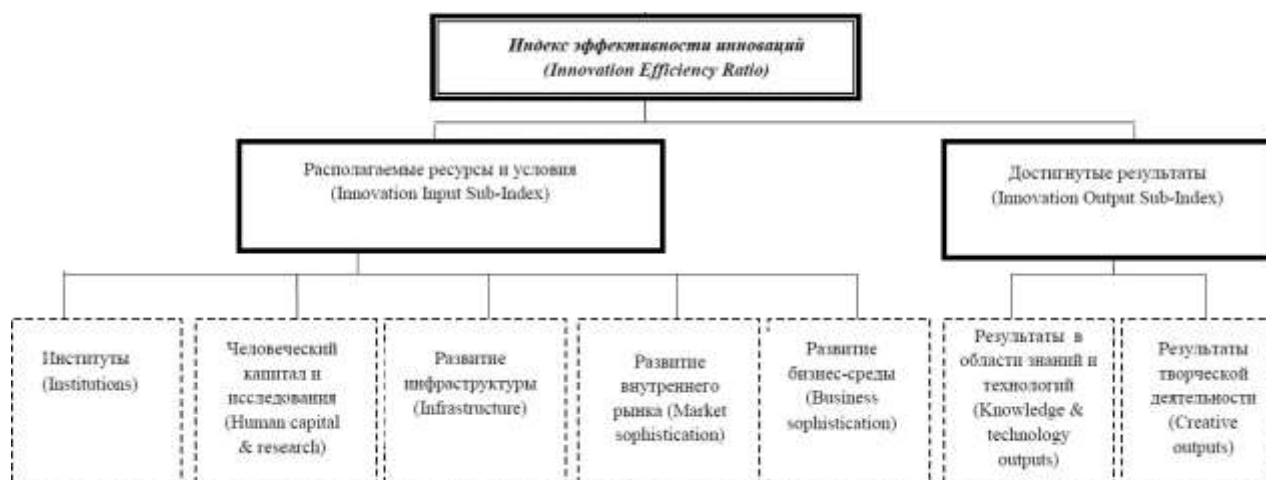 Индекс эффективности инноваций
(Innovation Efficiency Ratio)
Располагаемые ресурсы и условия
(Innovation Input Sub-Index)
Достигнутые результаты
(Innovation Output Sub-Index)
Институты
(Institutions)
Человеческий
капитал и
исследования
(Human capital
& research)
Развитие
инфраструктуры
(Infrastructure)
Развитие
внутреннего
рынка (Market
sophistication)
Развитие
бизнес-среды
(Business
sophistication)
Результаты в
области знаний и
технологий
(Knowledge &
technology
outputs)
Результаты
творческой
деятельности
(Creative
outputs)